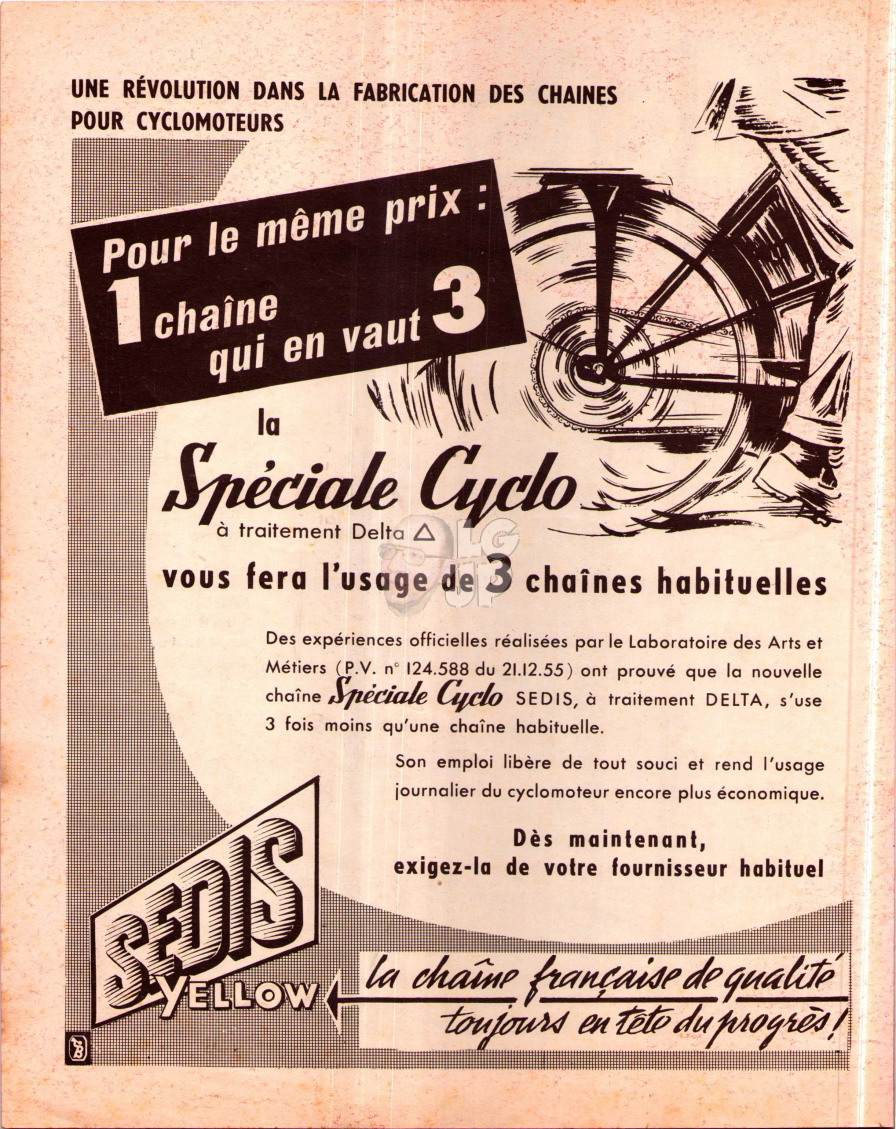 UNE RÉVOLUTION DANS LA FABRICATION DES CHAINES
POUR CYCLOMOTEURS
Pour le même prix :
1 chaîne
qui en vaut 3
la
Spéciale Cyclo
à traitement Delta △
LG
UP
vous fera l'usage de 3 chaînes habituelles
Des expériences officielles réalisées par le Laboratoire des Arts et
Métiers (P.V. n° 124.588 du 21.12.55) ont prouvé que la nouvelle
chaîne Spéciale Cyclo SEDIS, à traitement DELTA, s'use
3 fois moins qu'une chaîne habituelle.
Son emploi libère de tout souci et rend l'usage
journalier du cyclomoteur encore plus économique.
Dès maintenant,
exigez-la de votre fournisseur habituel
SEDIS
YELLOW
la chaîne française de qualité
toujours en tête du progrès !